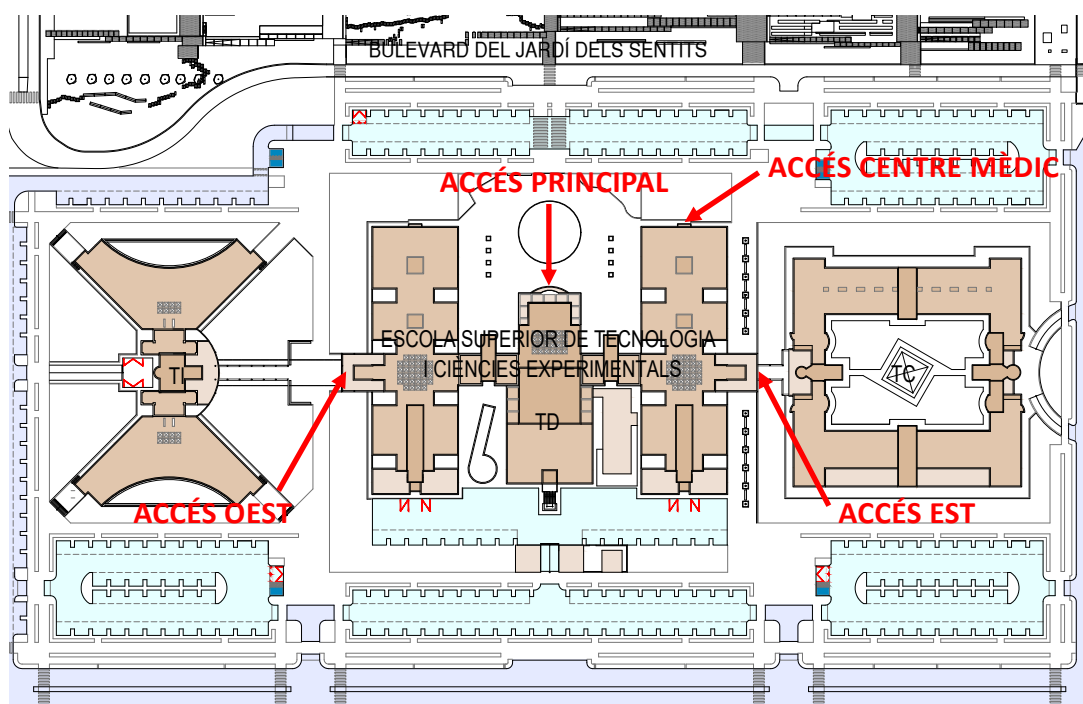 BULEVARD DEL JARDÍ DELS SENTITS
ACCÉS PRINCIPAL
ACCÉS CENTRE MÈDIC
ESCOLA SUPERIOR DE TECNOLOGIA
I CIÈNCIES EXPERIMENTALS
TI
TC
TD
ACCÉS OEST
ACCÉS EST